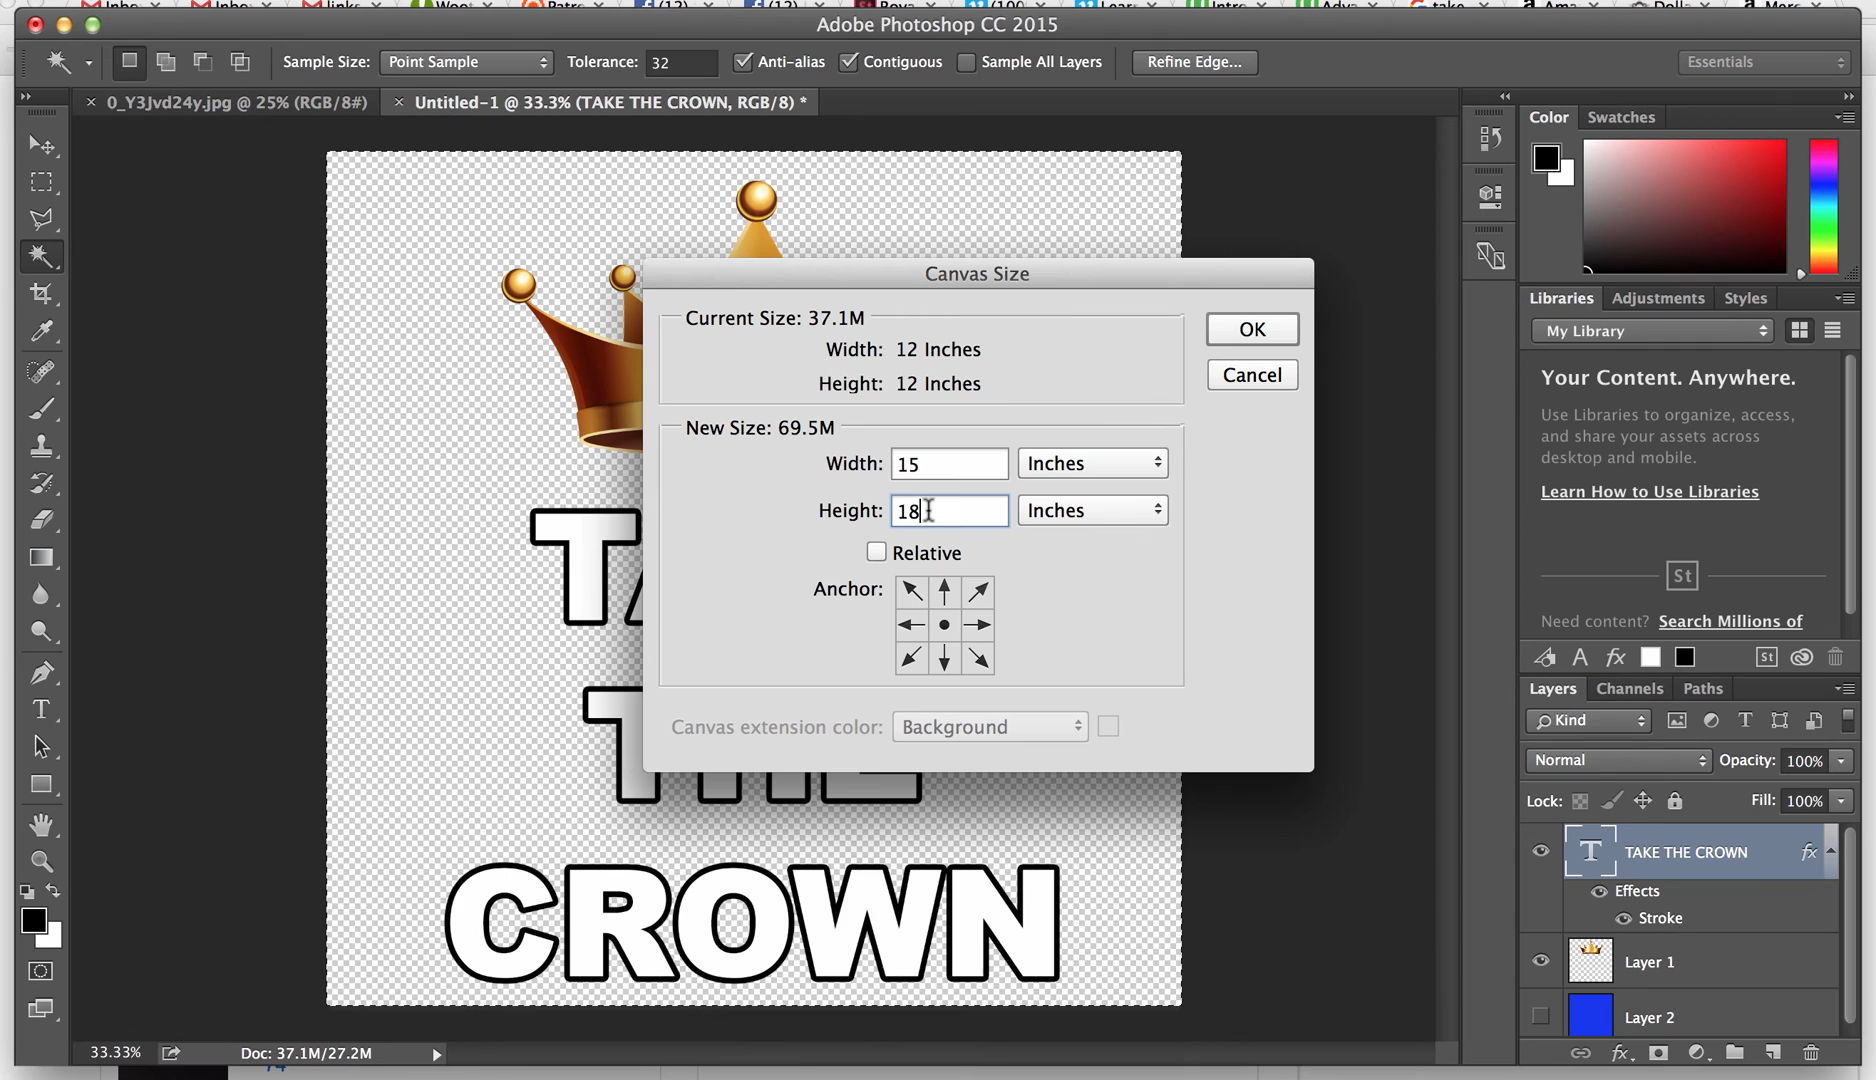 Adobe Photoshop CC 2015
Sample Size: Point Sample Tolerance: 32 Anti-alias Contiguous Sample All Layers Refine Edge... Essentials
0_Y3Jvd24y.jpg @ 25% (RGB/8#) Untitled-1 @ 33.3% (TAKE THE CROWN, RGB/8) *
Canvas Size
Current Size: 37.1M
Width: 12 Inches
Height: 12 Inches
OK
Cancel
New Size: 69.5M
Width: 15 Inches
Height: 18 Inches
Relative
Anchor:
Canvas extension color: Background
CROWN
33.33% Doc: 37.1M/27.2M
Color Swatches
Libraries Adjustments Styles
My Library
Your Content. Anywhere.
Use Libraries to organize, access,
and share your assets across
desktop and mobile.
Learn How to Use Libraries
St
Need content? Search Millions of
A fx St
Layers Channels Paths
Kind T
Normal Opacity: 100%
Lock: Fill: 100%
T TAKE THE CROWN fx
Effects
Stroke
Layer 1
Layer 2
fx